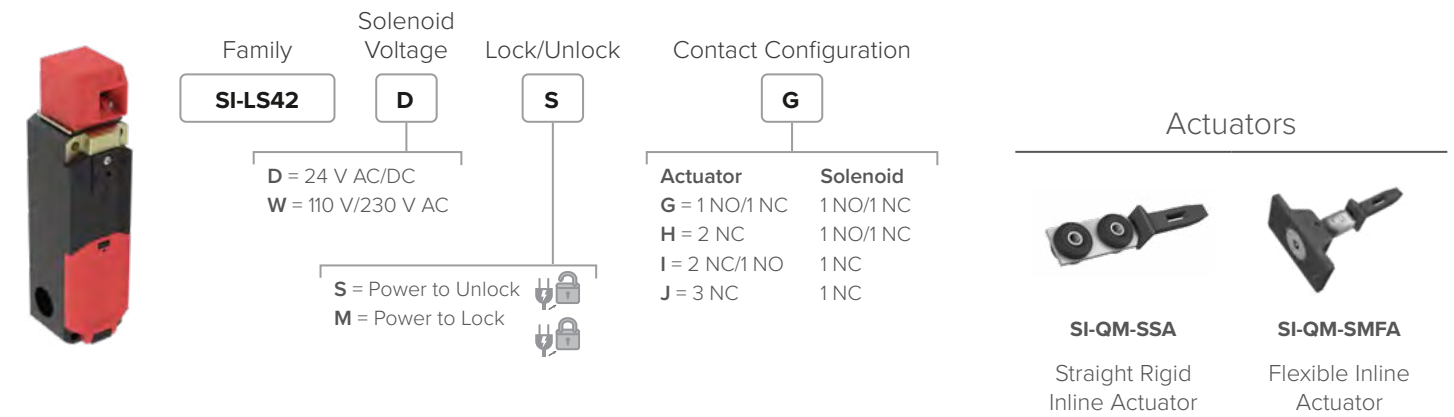 Family
Solenoid
Voltage
Lock/Unlock
Contact Configuration
SI-LS42
D
S
G
D = 24 V AC/DC
W = 110 V/230 V AC
S = Power to Unlock
M = Power to Lock
Actuator Solenoid
G = 1 NO/1 NC 1 NO/1 NC
H = 2 NC 1 NO/1 NC
I = 2 NC/1 NO 1 NC
J = 3 NC 1 NC
Actuators
SI-QM-SSA
Straight Rigid
Inline Actuator
SI-QM-SMFA
Flexible Inline
Actuator